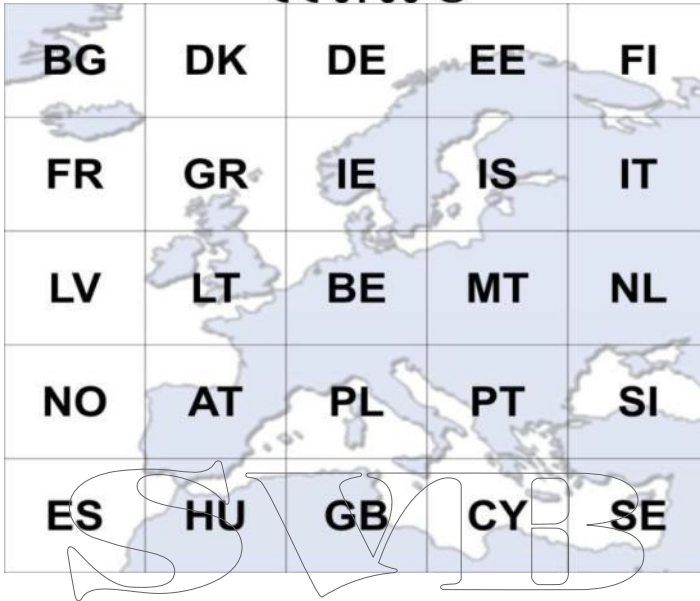 BG DK DE EE FI
FR GR IE IS IT
LV LT BE MT NL
NO AT PL PT SI
ES HU GB CY SE
SVB